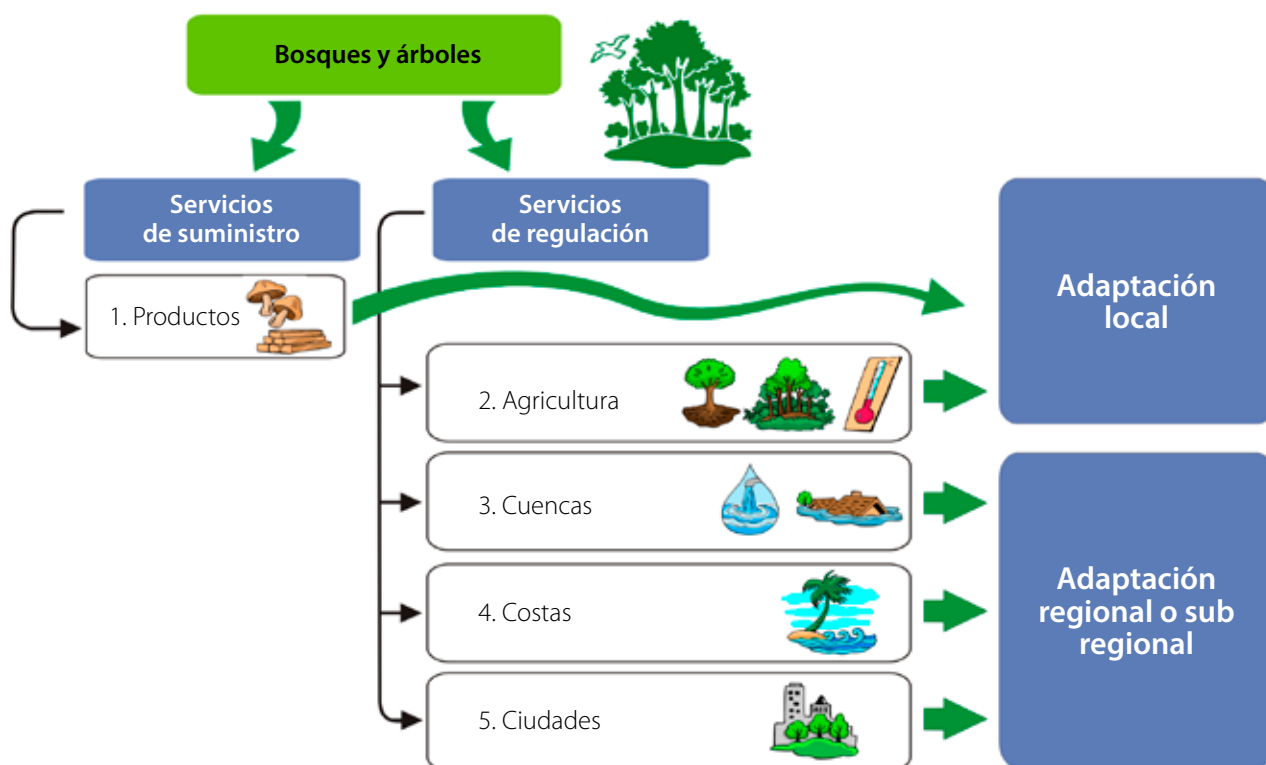 Bosques y árboles
Servicios
de suministro
Servicios
de regulación
1. Productos
2. Agricultura
3. Cuencas
4. Costas
5. Ciudades
Adaptación
local
Adaptación
regional o sub
regional